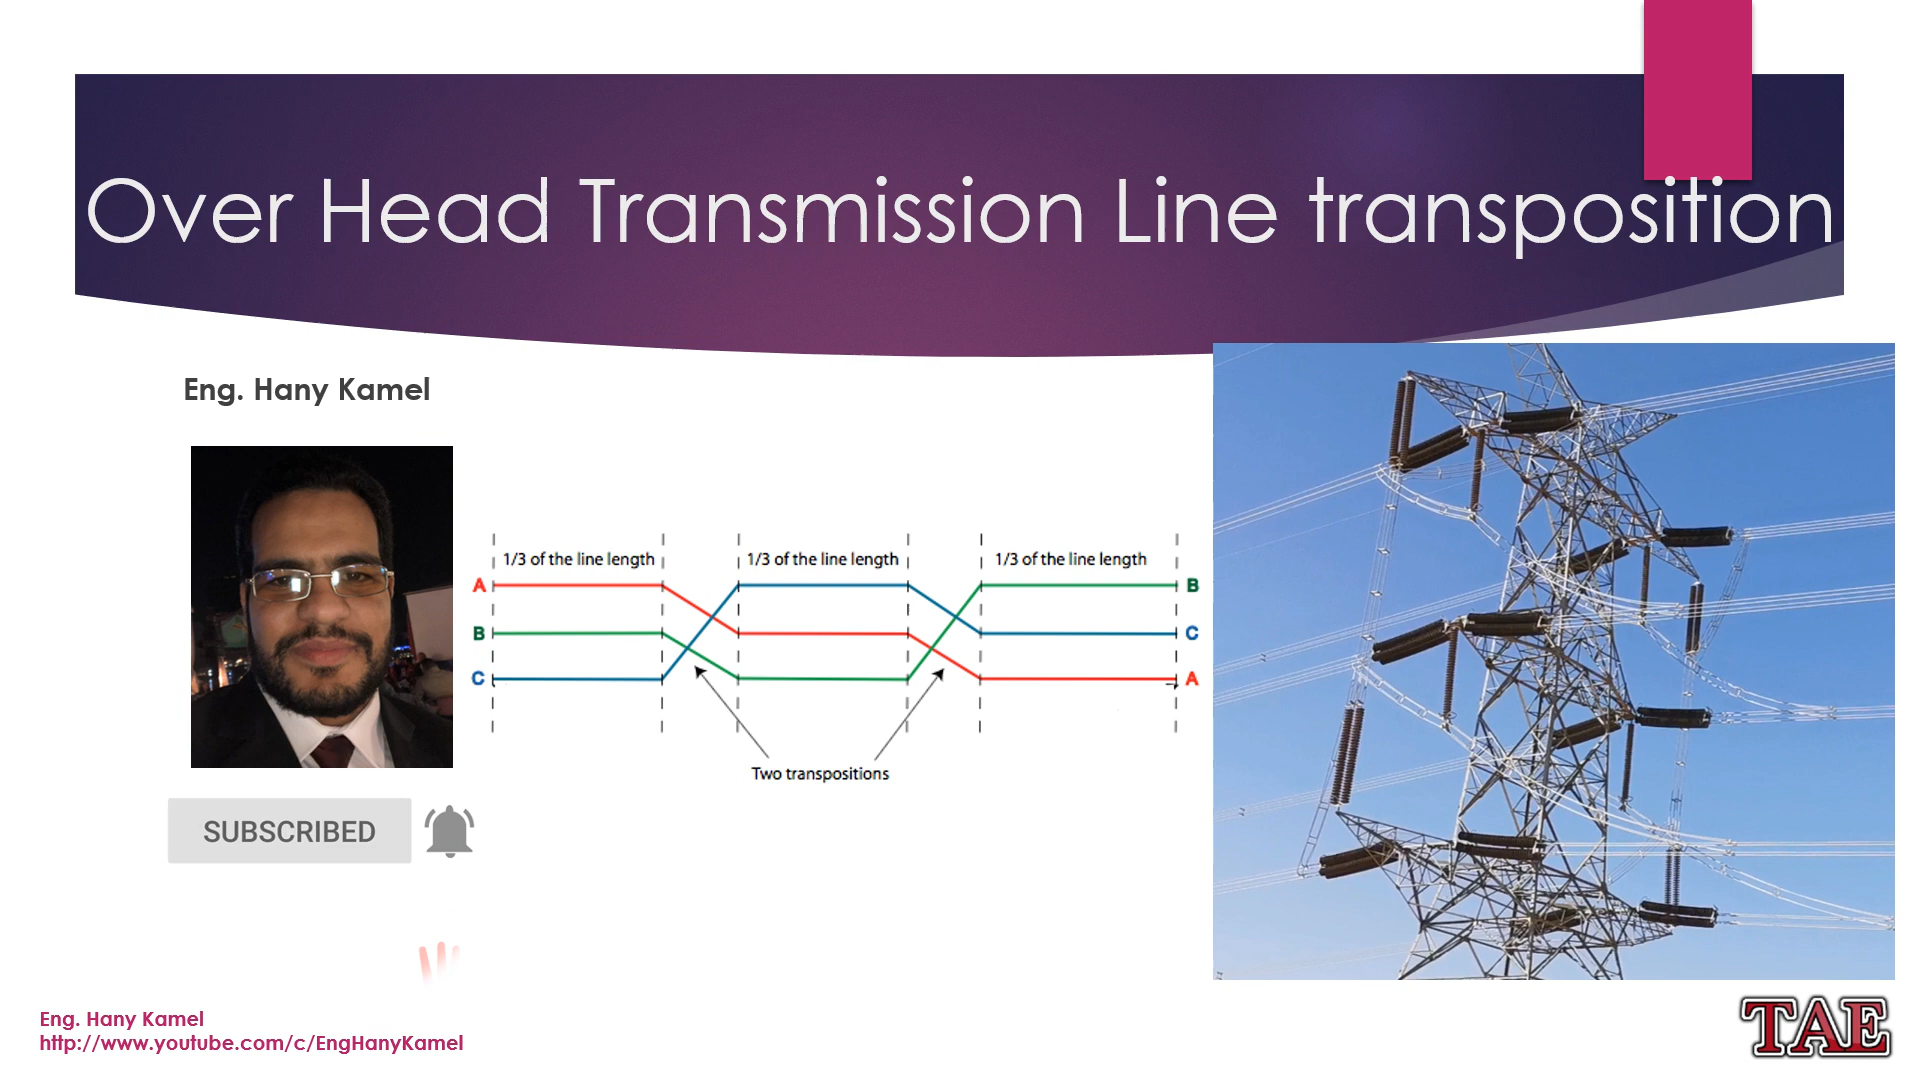 Over Head Transmission Line transposition
Eng. Hany Kamel
1/3 of the line length 1/3 of the line length 1/3 of the line length
A B
B C
C A
Two transpositions
SUBSCRIBED
Eng. Hany Kamel
http://www.youtube.com/c/EngHanyKamel
TAE